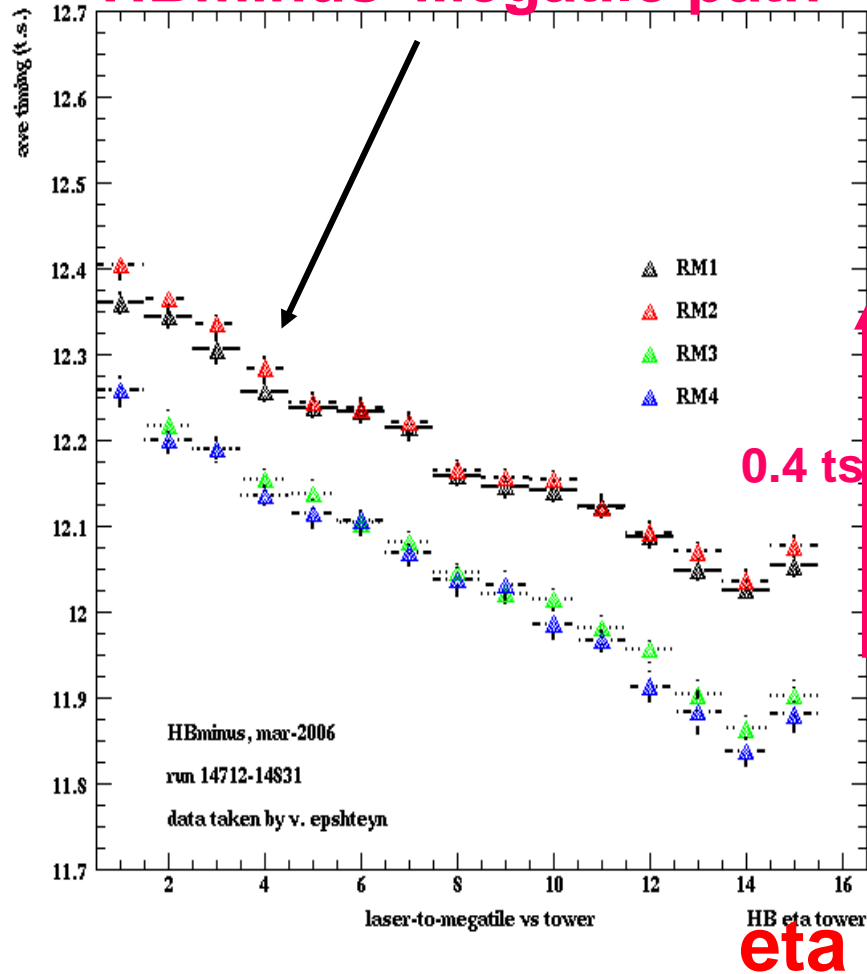 HBminus megatile path
ave timing (t.s.)
12.7
12.6
12.5
12.4
12.3
12.2
12.1
12
11.9
11.8
11.7
RM1
RM2
RM3
RM4
0.4 ts
HBminus, mar-2006
run 14712-14831
data taken by v. epshteyn
2 4 6 8 10 12 14 16
laser-to-megatile vs tower
HB eta tower
eta